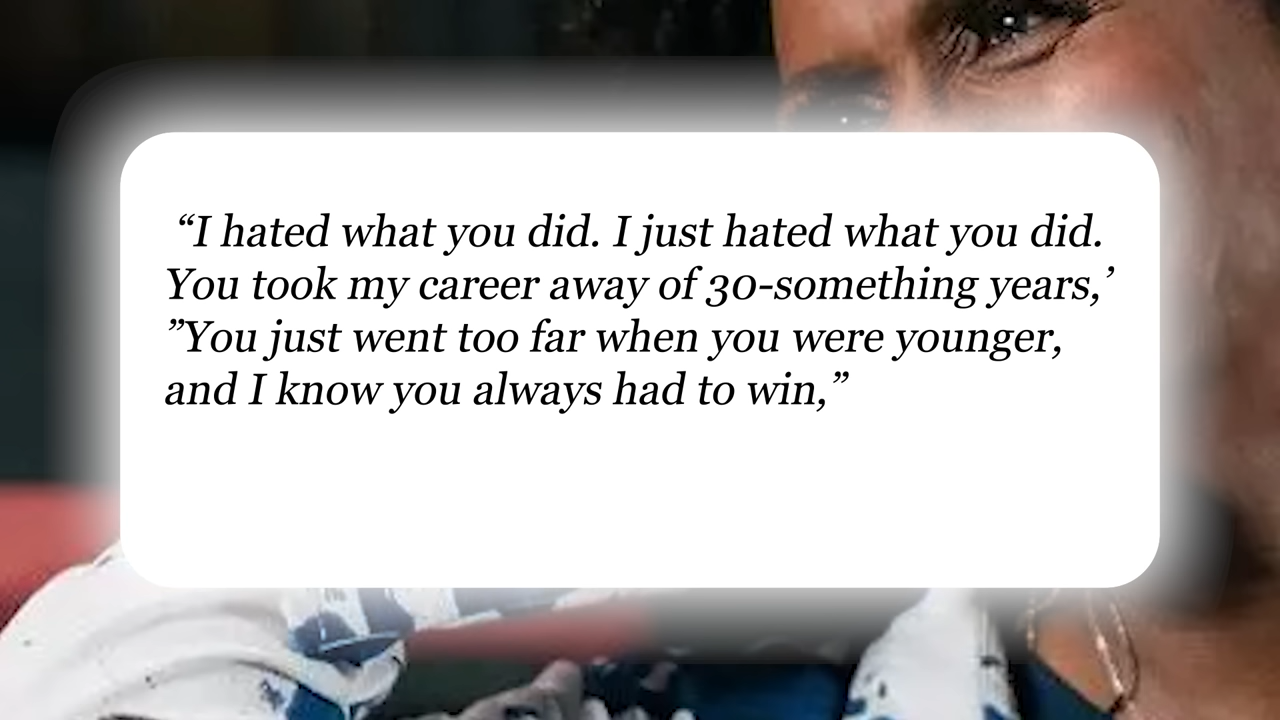 “I hated what you did. I just hated what you did.
You took my career away of 30-something years,’
”You just went too far when you were younger,
and I know you always had to win,”